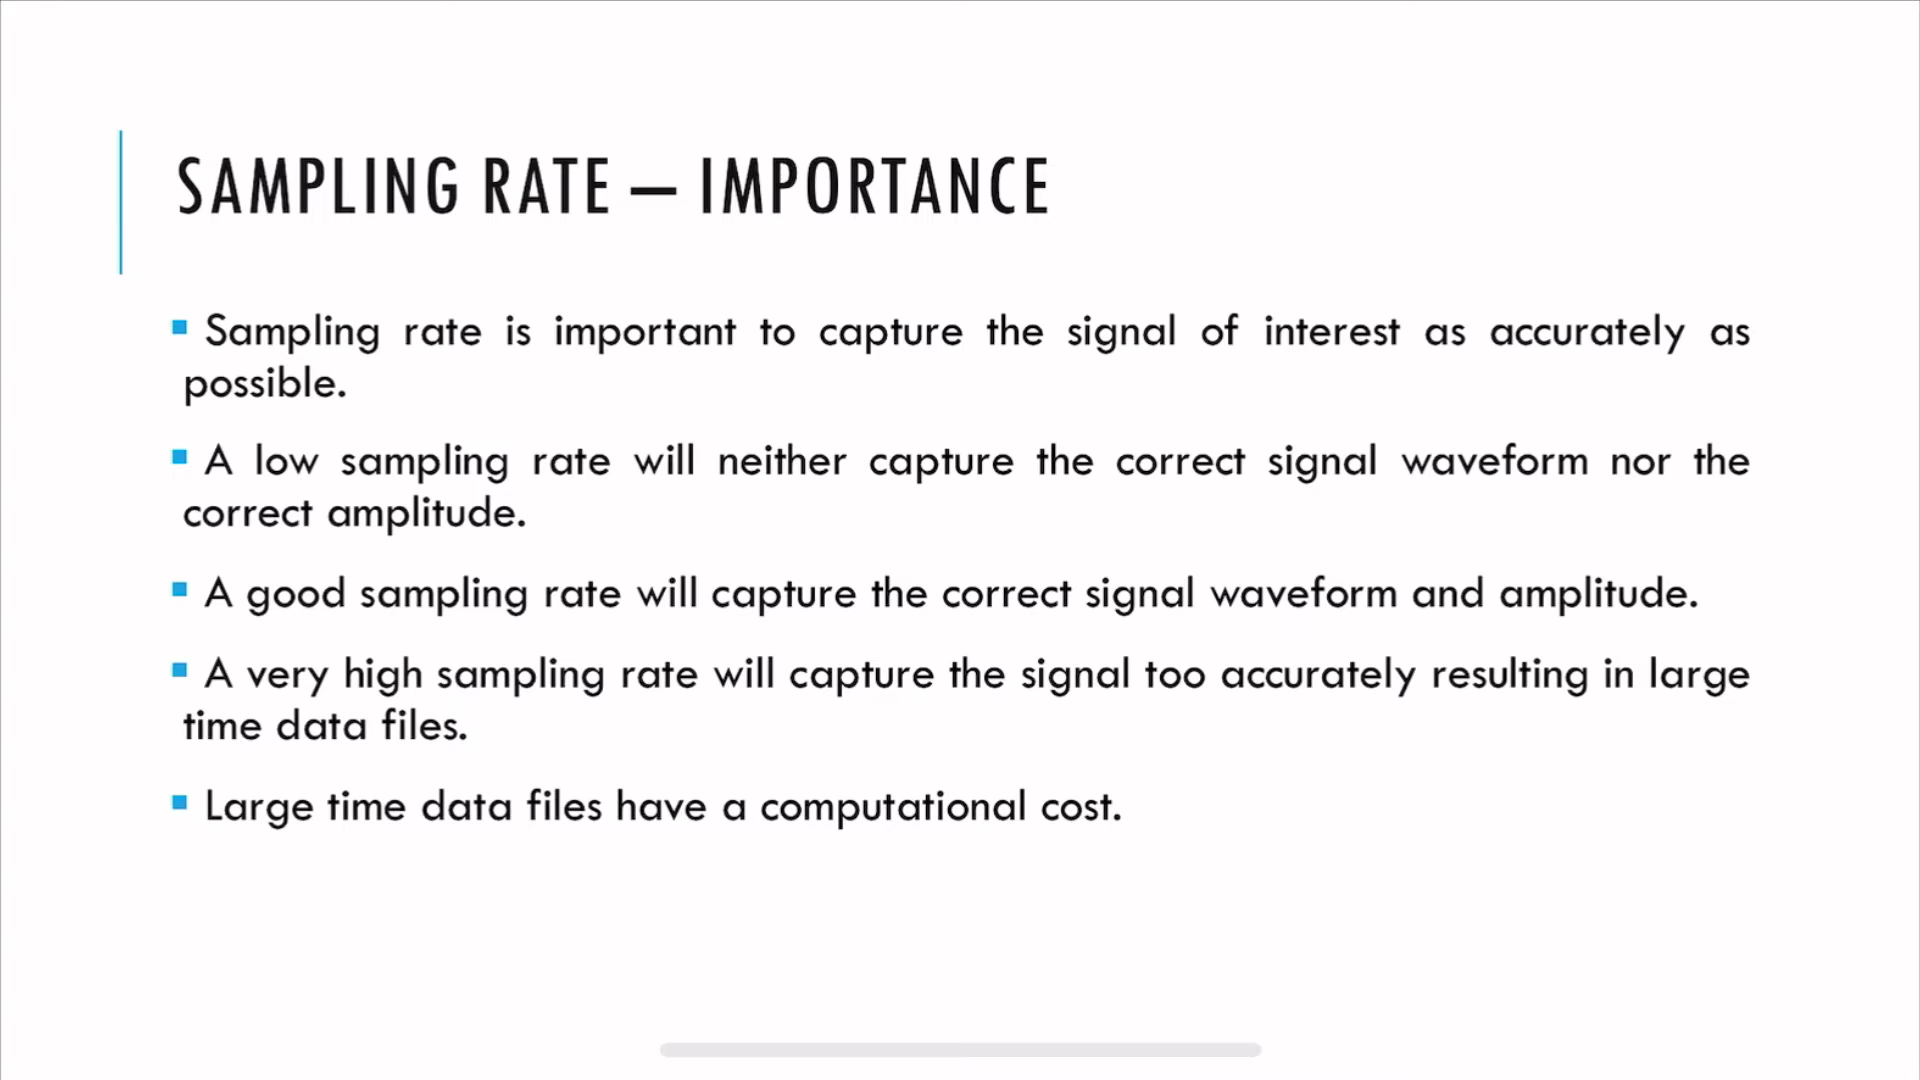 SAMPLING RATE – IMPORTANCE
▪ Sampling rate is important to capture the signal of interest as accurately as
possible.
▪ A low sampling rate will neither capture the correct signal waveform nor the
correct amplitude.
▪ A good sampling rate will capture the correct signal waveform and amplitude.
▪ A very high sampling rate will capture the signal too accurately resulting in large
time data files.
▪ Large time data files have a computational cost.